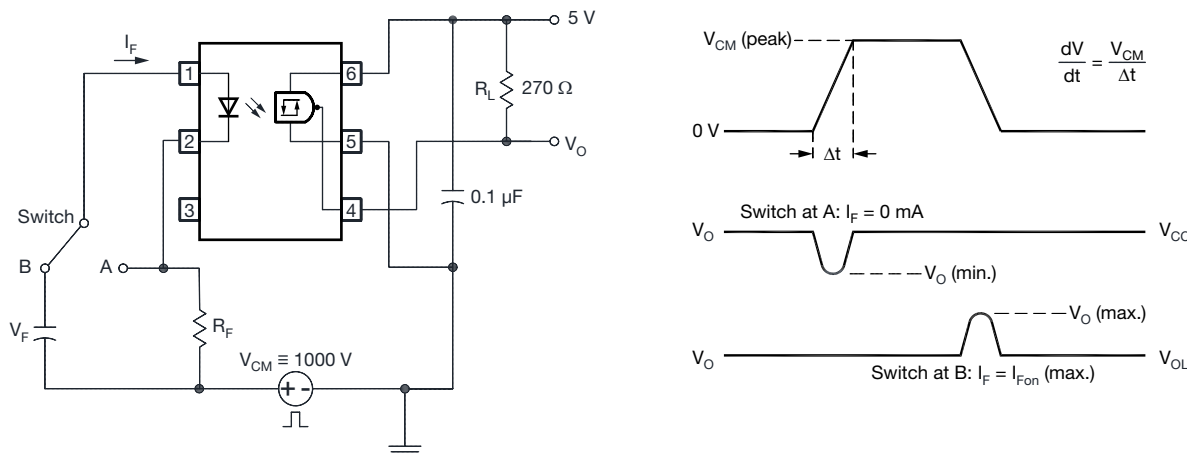 I_F
1
2
3
6
5
4
5 V
R_L
270 Ω
V_O
0.1 µF
Switch
B
A
V_F
R_F
V_CM ≡ 1000 V
+ -
V_CM (peak)
0 V
Δt
dV/dt = V_CM/Δt
Switch at A: I_F = 0 mA
V_O
V_CC
V_O (min.)
V_O (max.)
V_O
V_OL
Switch at B: I_F = I_Fon (max.)